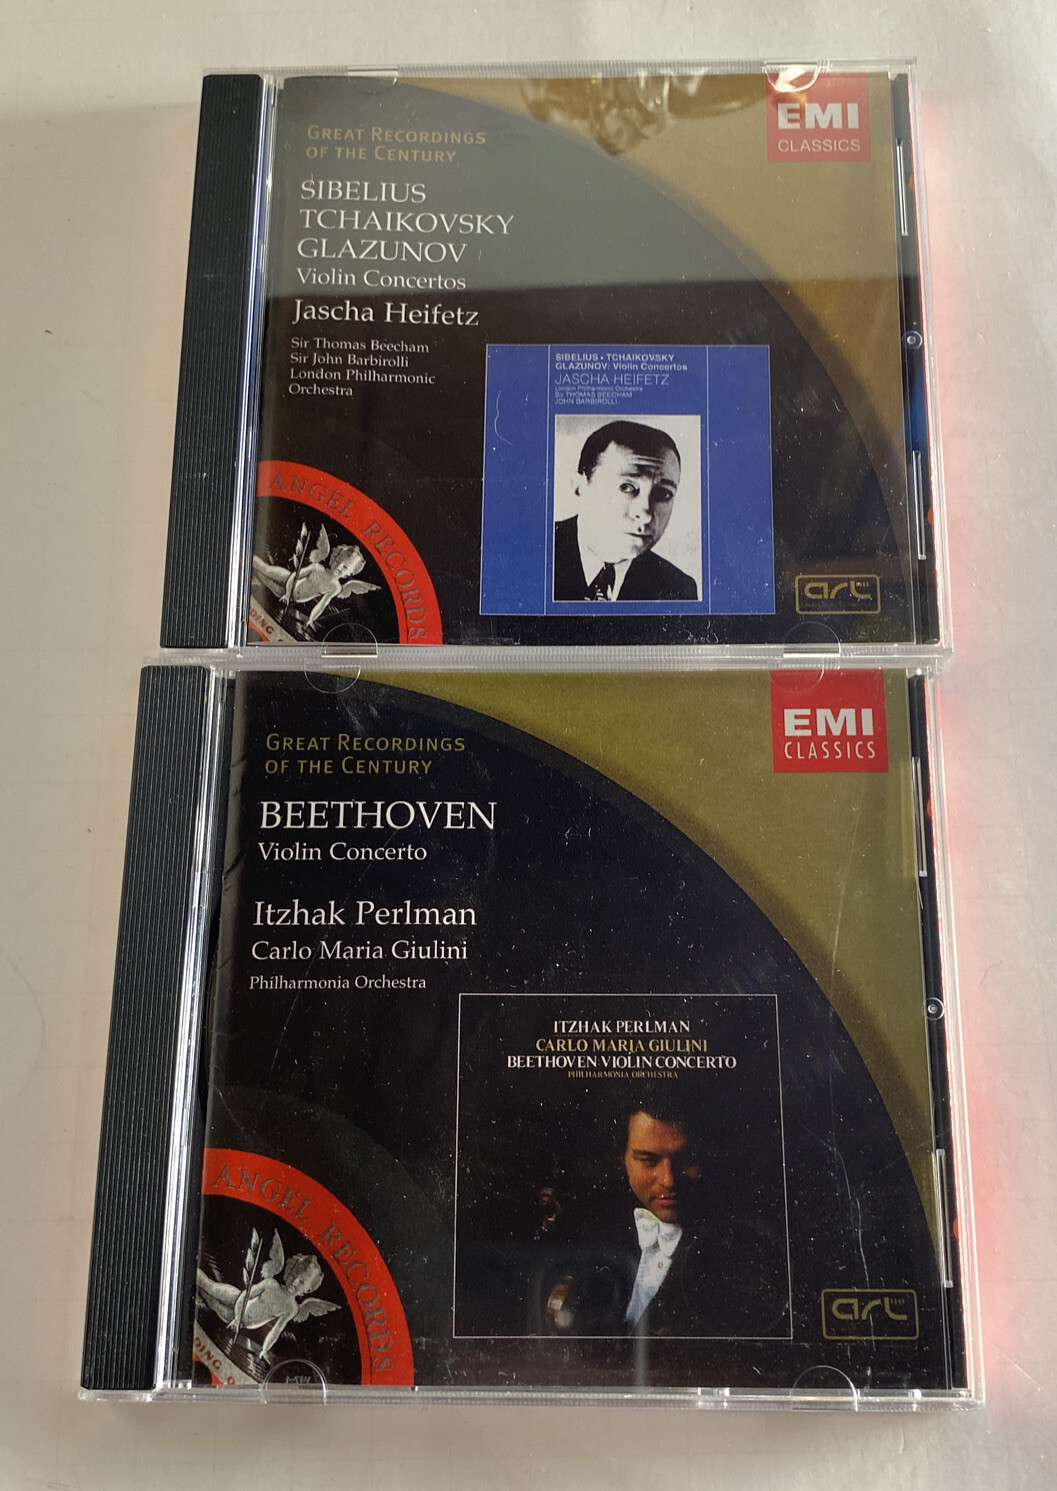 GREAT RECORDINGS
OF THE CENTURY
SIBELIUS
TCHAIKOVSKY
GLAZUNOV
Violin Concertos
Jascha Heifetz
Sir Thomas Beecham
Sir John Barbirolli
London Philharmonic
Orchestra
EMI
CLASSICS
SIBELIUS • TCHAIKOVSKY
GLAZUNOV: Violin Concertos
JASCHA HEIFETZ
London Philharmonic Orchestra
Sir THOMAS BEECHAM
JOHN BARBIROLLI
ANGEL RECORDS
art
GREAT RECORDINGS
OF THE CENTURY
BEETHOVEN
Violin Concerto
Itzhak Perlman
Carlo Maria Giulini
Philharmonia Orchestra
EMI
CLASSICS
ITZHAK PERLMAN
CARLO MARIA GIULINI
BEETHOVEN·VIOLIN CONCERTO
PHILHARMONIA ORCHESTRA
ANGEL RECORDS
art